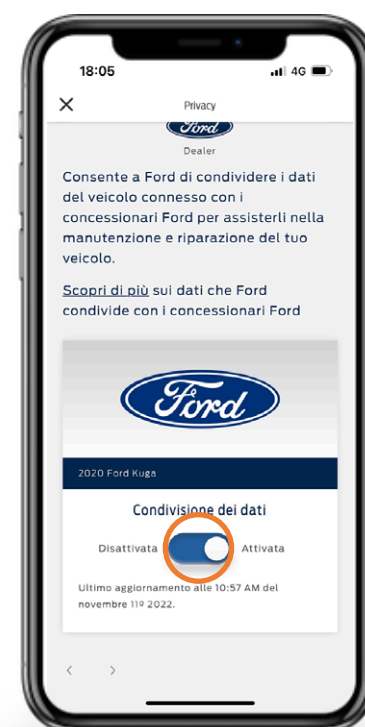 18:05
4G
Privacy
Ford
Dealer
Consente a Ford di condividere i dati
del veicolo connesso con i
concessionari Ford per assisterli nella
manutenzione e riparazione del tuo
veicolo.
Scopri di più sui dati che Ford
condivide con i concessionari Ford
Ford
2020 Ford Kuga
Condivisione dei dati
Disattivata Attivata
Ultimo aggiornamento alle 10:57 AM del
novembre 11º 2022.